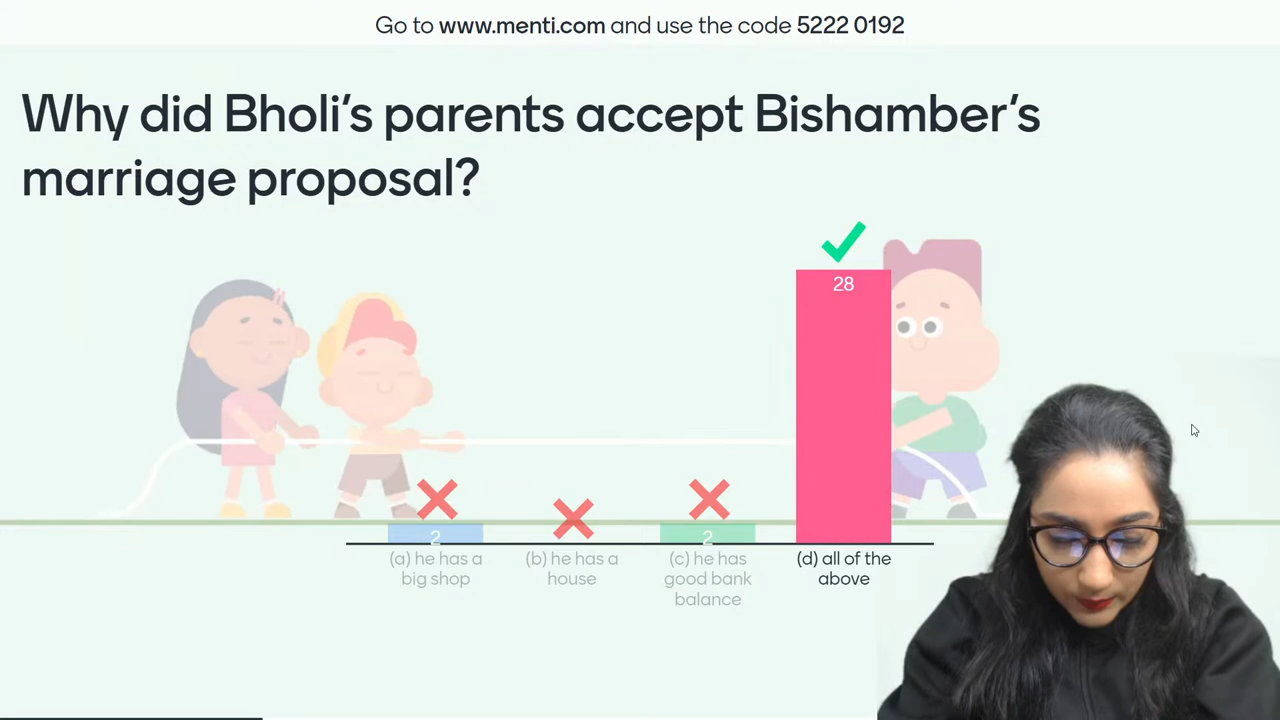 Go to www.menti.com and use the code 5222 0192
Why did Bholi's parents accept Bishamber's
marriage proposal?
28
2
2
(a) he has a
big shop
(b) he has a
house
(c) he has
good bank
balance
(d) all of the
above